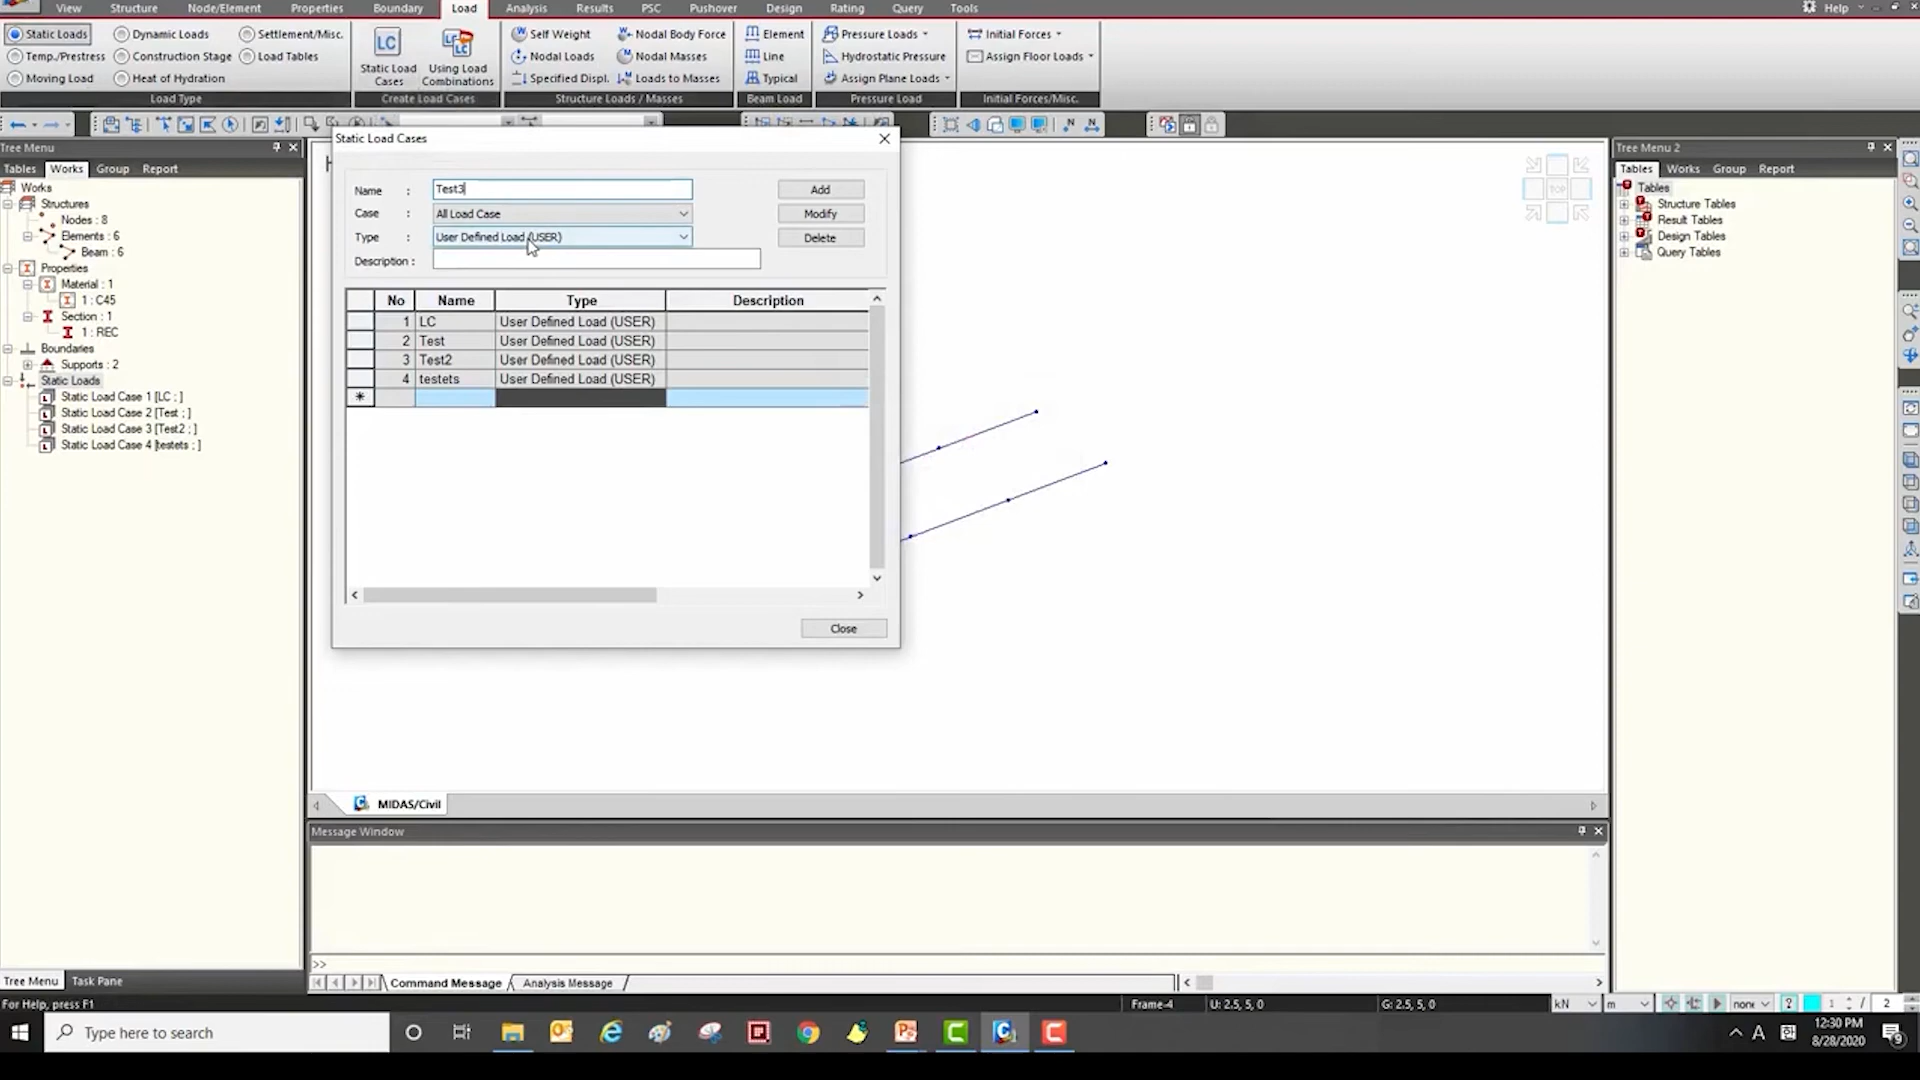 View Structure Node/Element Properties Boundary Load Analysis Results PSC Pushover Design Rating Query Tools Help
Static Loads Dynamic Loads Settlement/Misc.
Temp./Prestress Construction Stage Load Tables
Moving Load Heat of Hydration
Load Type
Static Load Cases
Using Load Combinations
Create Load Cases
Self Weight Nodal Body Force
Nodal Loads Nodal Masses
Specified Displ. Loads to Masses
Structure Loads / Masses
Element
Line
Typical
Beam Load
Pressure Loads
Hydrostatic Pressure
Assign Plane Loads
Pressure Load
Initial Forces
Assign Floor Loads
Initial Forces/Misc.
Tree Menu
Tables Works Group Report
Works
Structures
Nodes : 8
Elements : 6
Beam : 6
Properties
Material : 1
1 : C45
Section : 1
1 : REC
Boundaries
Supports : 2
Static Loads
Static Load Case 1 [LC ; ]
Static Load Case 2 [Test ; ]
Static Load Case 3 [Test2 ; ]
Static Load Case 4 [testets ; ]
Tree Menu Task Pane
Static Load Cases
Name : Test3 Add
Case : All Load Case Modify
Type : User Defined Load (USER) Delete
Description :
No Name Type Description
1 LC User Defined Load (USER)
2 Test User Defined Load (USER)
3 Test2 User Defined Load (USER)
4 testets User Defined Load (USER)
*
Close
TOP
Tree Menu 2
Tables Works Group Report
Tables
Structure Tables
Result Tables
Design Tables
Query Tables
MIDAS/Civil
Message Window
>>
Command Message Analysis Message
For Help, press F1 Frame-4 U: 2.5, 5, 0 G: 2.5, 5, 0 kN m none ? 1 / 2
Type here to search
A 한 12:30 PM
8/28/2020
9